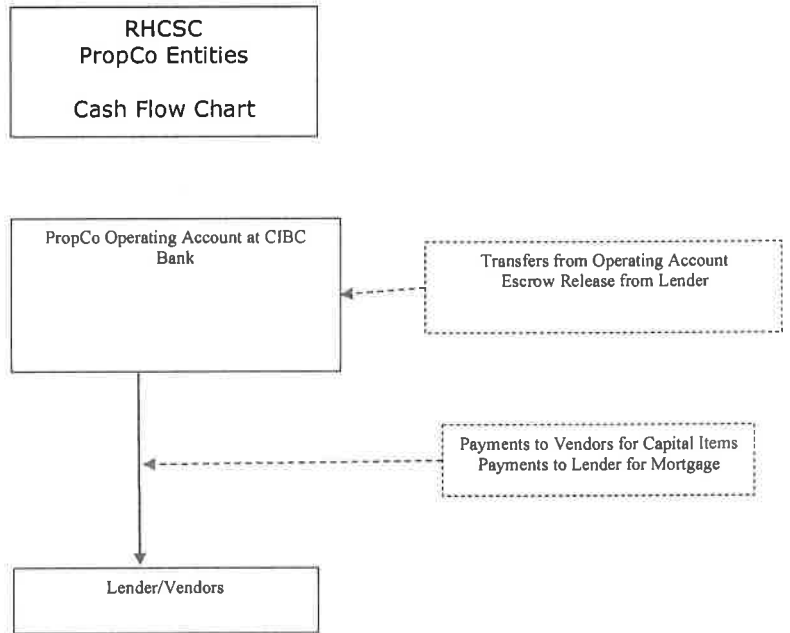 RHCSC
PropCo Entities
Cash Flow Chart
PropCo Operating Account at CIBC
Bank
Transfers from Operating Account
Escrow Release from Lender
Payments to Vendors for Capital Items
Payments to Lender for Mortgage
Lender/Vendors